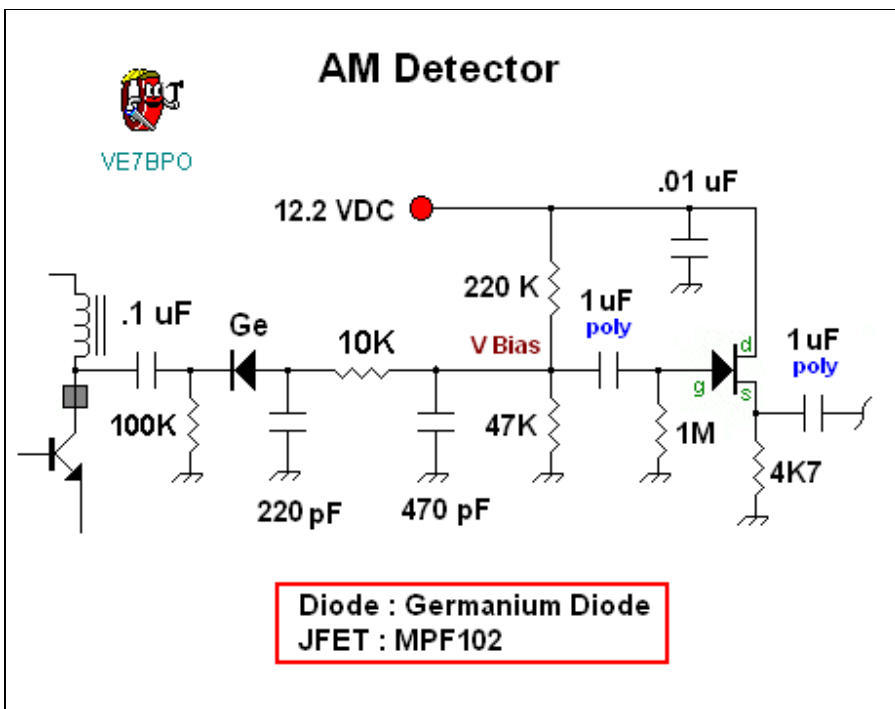 AM Detector
VE7BPO
.01 uF
12.2 VDC
220 K
1 uF
poly
.1 uF
Ge
10K
V Bias
d
g
s
1 uF
poly
100K
47K
1M
4K7
220 pF
470 pF
Diode : Germanium Diode
JFET : MPF102